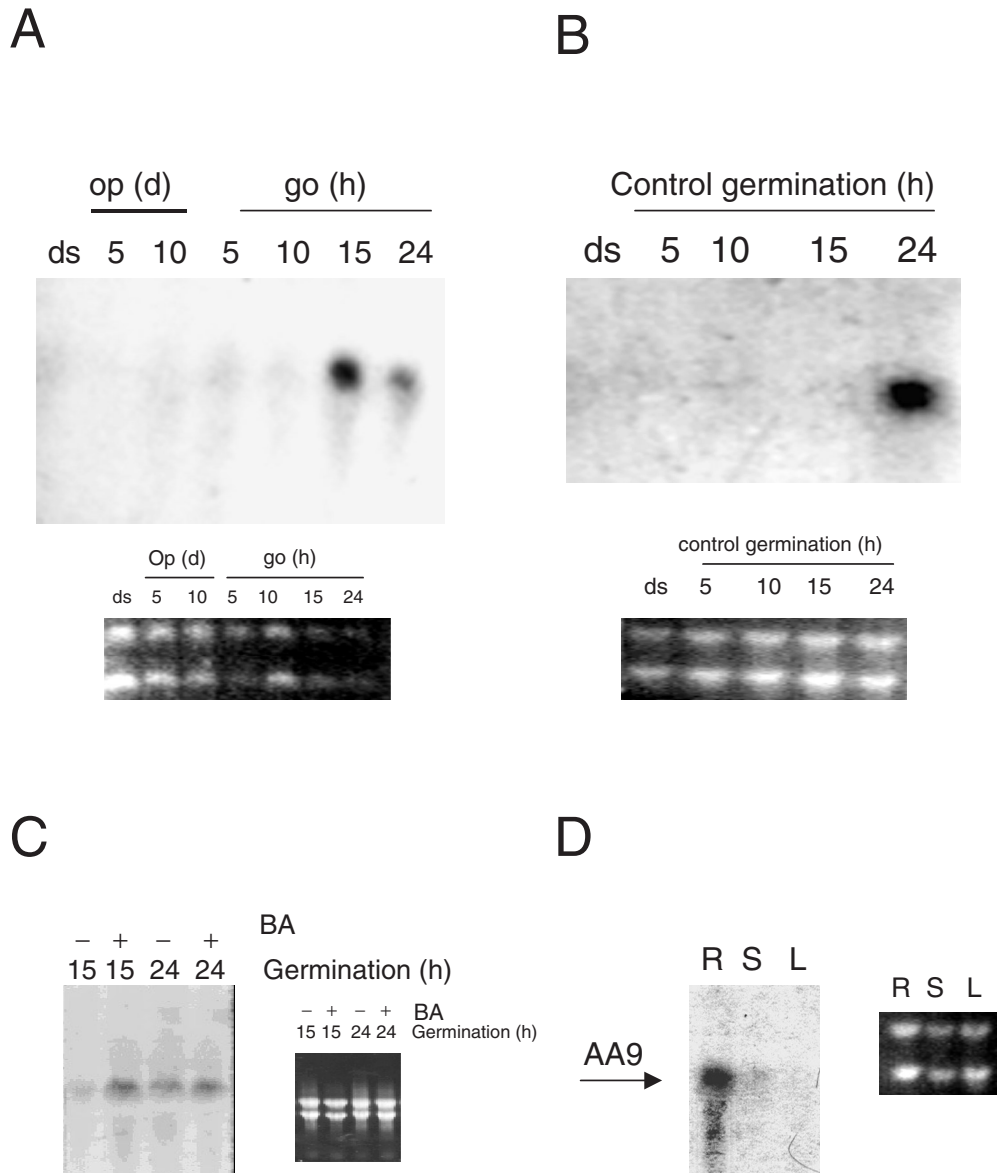 A
op (d) go (h)
ds 5 10 5 10 15 24
Op (d) go (h)
ds 5 10 5 10 15 24
B
Control germination (h)
ds 5 10 15 24
control germination (h)
ds 5 10 15 24
C
− + − + BA
15 15 24 24 Germination (h)
− + − + BA
15 15 24 24 Germination (h)
D
R S L
AA9
R S L